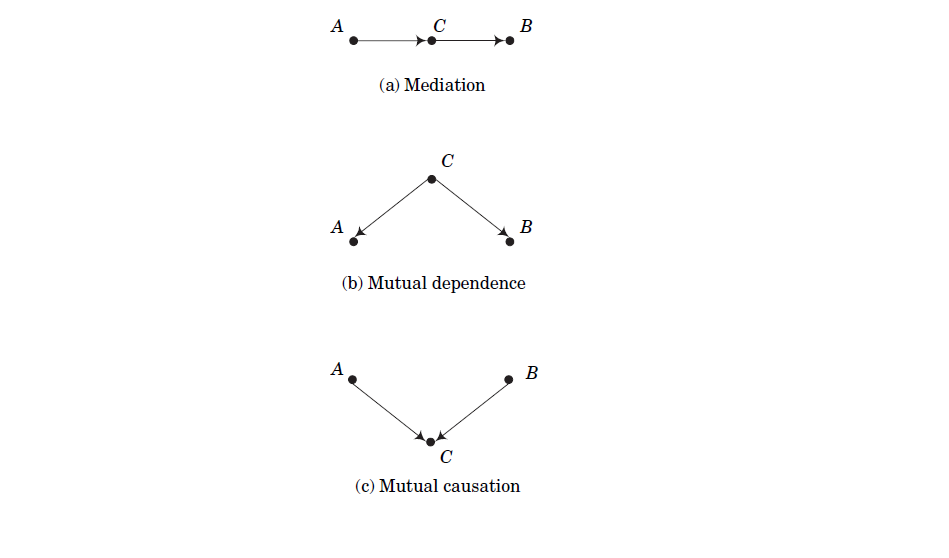 A C B
(a) Mediation
C
A B
(b) Mutual dependence
A B
C
(c) Mutual causation